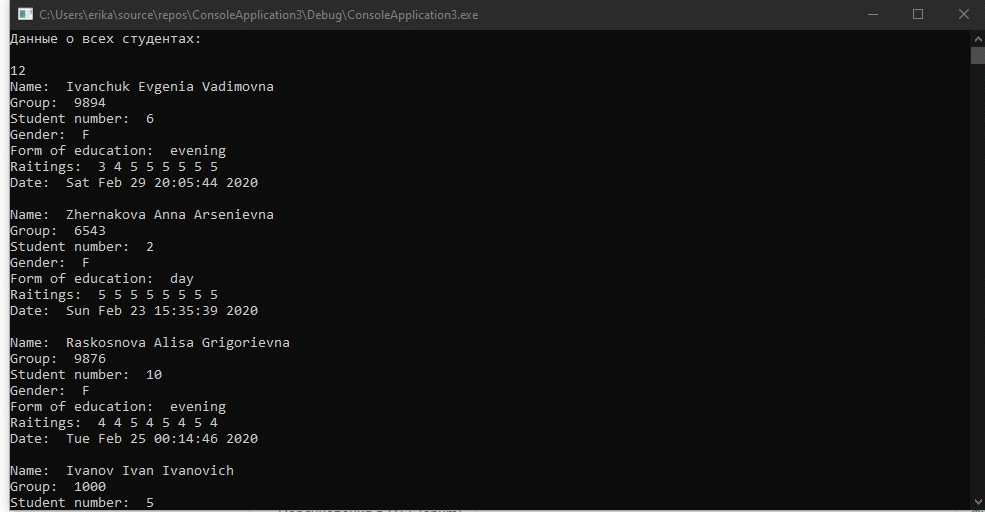 C:\Users\erika\source\repos\ConsoleApplication3\Debug\ConsoleApplication3.exe
Данные о всех студентах:
12
Name:  Ivanchuk Evgenia Vadimovna
Group:  9894
Student number:  6
Gender:  F
Form of education:  evening
Raitings:  3 4 5 5 5 5 5 5
Date:  Sat Feb 29 20:05:44 2020
Name:  Zhernakova Anna Arsenievna
Group:  6543
Student number:  2
Gender:  F
Form of education:  day
Raitings:  5 5 5 5 5 5 5 5
Date:  Sun Feb 23 15:35:39 2020
Name:  Raskosnova Alisa Grigorievna
Group:  9876
Student number:  10
Gender:  F
Form of education:  evening
Raitings:  4 4 5 4 5 4 5 4
Date:  Tue Feb 25 00:14:46 2020
Name:  Ivanov Ivan Ivanovich
Group:  1000
Student number:  5